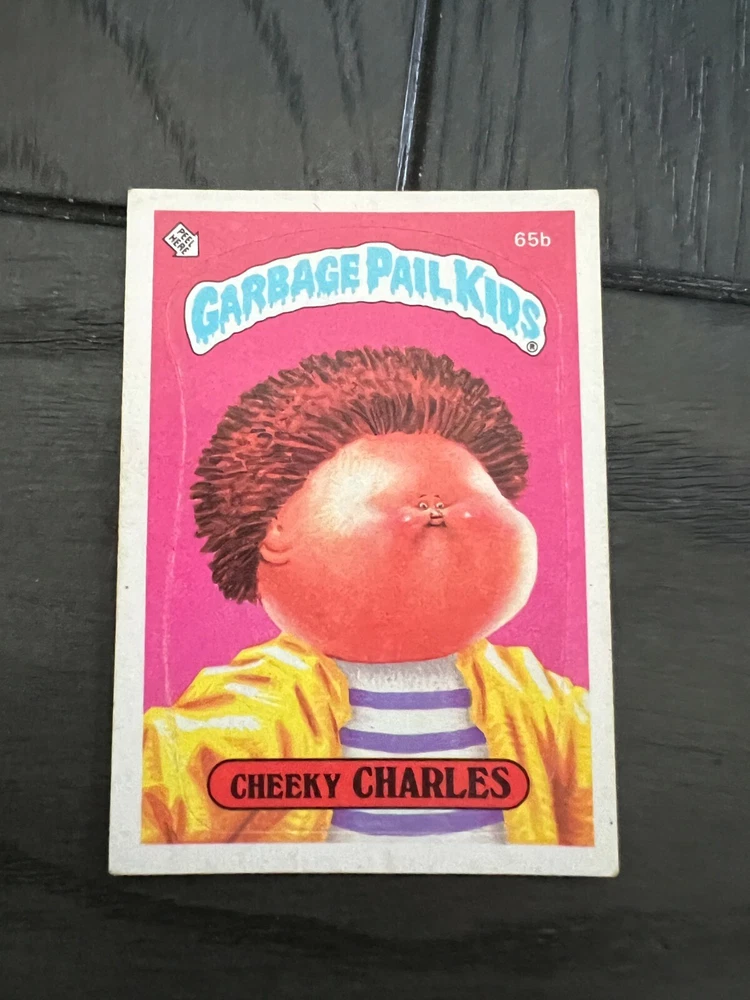 PEEL
HERE
65b
GARBAGE PAIL KIDS
®
CHEEKY CHARLES